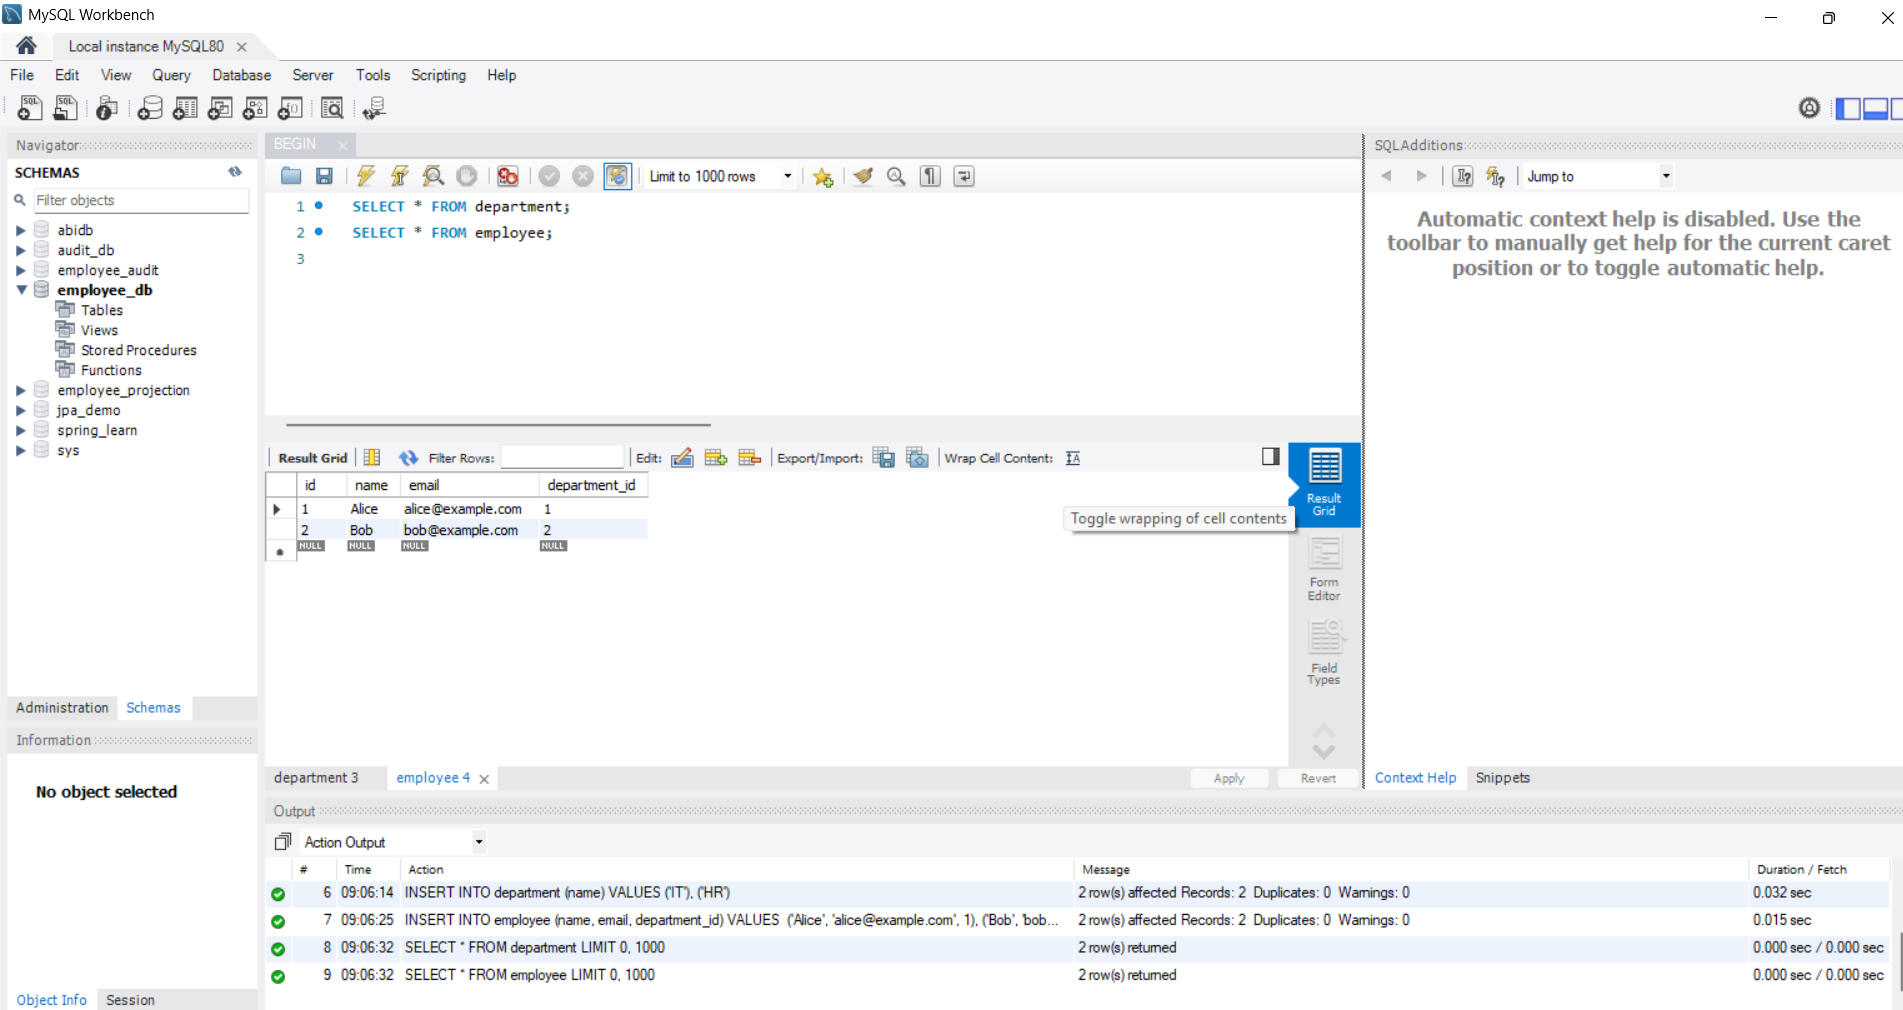 MySQL Workbench
Local instance MySQL80
File Edit View Query Database Server Tools Scripting Help
Navigator
SCHEMAS
Filter objects
abidb
audit_db
employee_audit
employee_db
Tables
Views
Stored Procedures
Functions
employee_projection
jpa_demo
spring_learn
sys
Administration Schemas
Information
No object selected
Object Info Session
BEGIN
Limit to 1000 rows
1 SELECT * FROM department;
2 SELECT * FROM employee;
3
Result Grid Filter Rows: Edit: Export/Import: Wrap Cell Content:
id name email department_id
1 Alice alice@example.com 1
2 Bob bob@example.com 2
NULL NULL NULL NULL
Toggle wrapping of cell contents
Result
Grid
Form
Editor
Field
Types
department 3 employee 4 Apply Revert
SQLAdditions
Jump to
Automatic context help is disabled. Use the
toolbar to manually get help for the current caret
position or to toggle automatic help.
Context Help Snippets
Output
Action Output
# Time Action Message Duration / Fetch
6 09:06:14 INSERT INTO department (name) VALUES ('IT'), ('HR') 2 row(s) affected Records: 2 Duplicates: 0 Warnings: 0 0.032 sec
7 09:06:25 INSERT INTO employee (name, email, department_id) VALUES ('Alice', 'alice@example.com', 1), ('Bob', 'bob... 2 row(s) affected Records: 2 Duplicates: 0 Warnings: 0 0.015 sec
8 09:06:32 SELECT * FROM department LIMIT 0, 1000 2 row(s) returned 0.000 sec / 0.000 sec
9 09:06:32 SELECT * FROM employee LIMIT 0, 1000 2 row(s) returned 0.000 sec / 0.000 sec